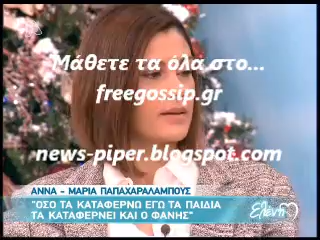 Μάθετε τα όλα στο...
freegossip.gr
news-piper.blogspot.com
ΑΝΝΑ - ΜΑΡΙΑ ΠΑΠΑΧΑΡΑΛΑΜΠΟΥΣ
"ΟΣΟ ΤΑ ΚΑΤΑΦΕΡΝΩ ΕΓΩ ΤΑ ΠΑΙΔΙΑ
ΤΑ ΚΑΤΑΦΕΡΝΕΙ ΚΑΙ Ο ΦΑΝΗΣ"
Ελένη